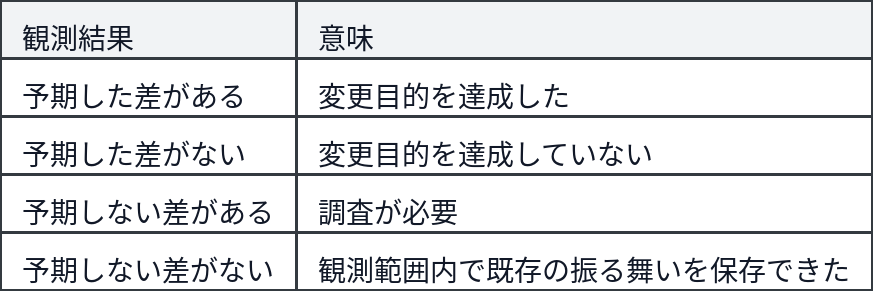 観測結果 意味
予期した差がある 変更目的を達成した
予期した差がない 変更目的を達成していない
予期しない差がある 調査が必要
予期しない差がない 観測範囲内で既存の振る舞いを保存できた